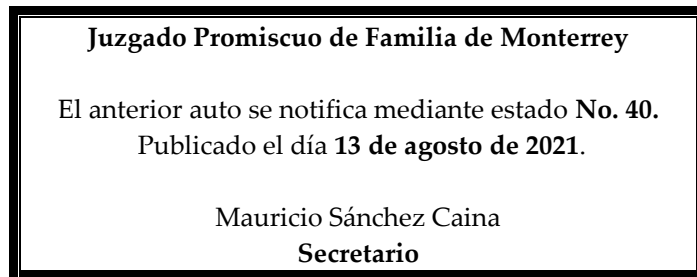 Juzgado Promiscuo de Familia de Monterrey
El anterior auto se notifica mediante estado No. 40.
Publicado el día 13 de agosto de 2021.
Mauricio Sánchez Caina
Secretario